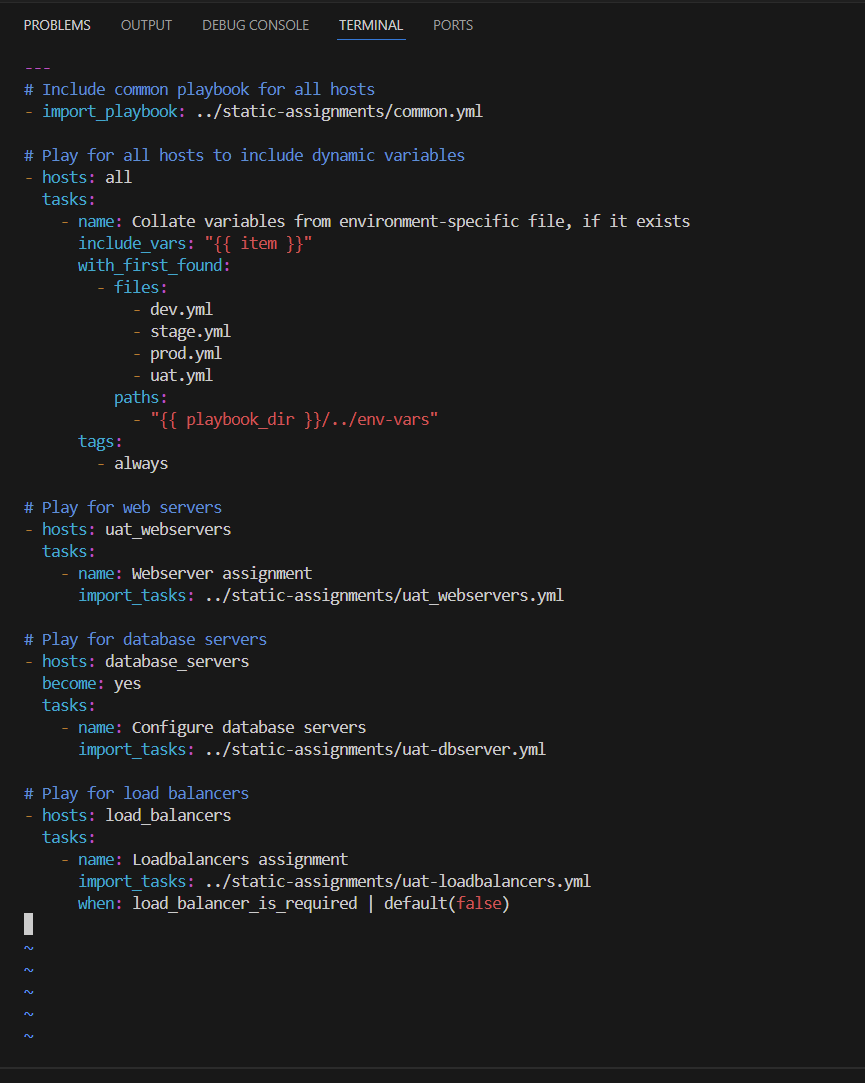 PROBLEMS OUTPUT DEBUG CONSOLE TERMINAL PORTS
---
# Include common playbook for all hosts
- import_playbook: ../static-assignments/common.yml

# Play for all hosts to include dynamic variables
- hosts: all
  tasks:
    - name: Collate variables from environment-specific file, if it exists
      include_vars: "{{ item }}"
      with_first_found:
        - files:
            - dev.yml
            - stage.yml
            - prod.yml
            - uat.yml
          paths:
            - "{{ playbook_dir }}/../env-vars"
      tags:
        - always

# Play for web servers
- hosts: uat_webservers
  tasks:
    - name: Webserver assignment
      import_tasks: ../static-assignments/uat_webservers.yml

# Play for database servers
- hosts: database_servers
  become: yes
  tasks:
    - name: Configure database servers
      import_tasks: ../static-assignments/uat-dbserver.yml

# Play for load balancers
- hosts: load_balancers
  tasks:
    - name: Loadbalancers assignment
      import_tasks: ../static-assignments/uat-loadbalancers.yml
      when: load_balancer_is_required | default(false)

~
~
~
~
~